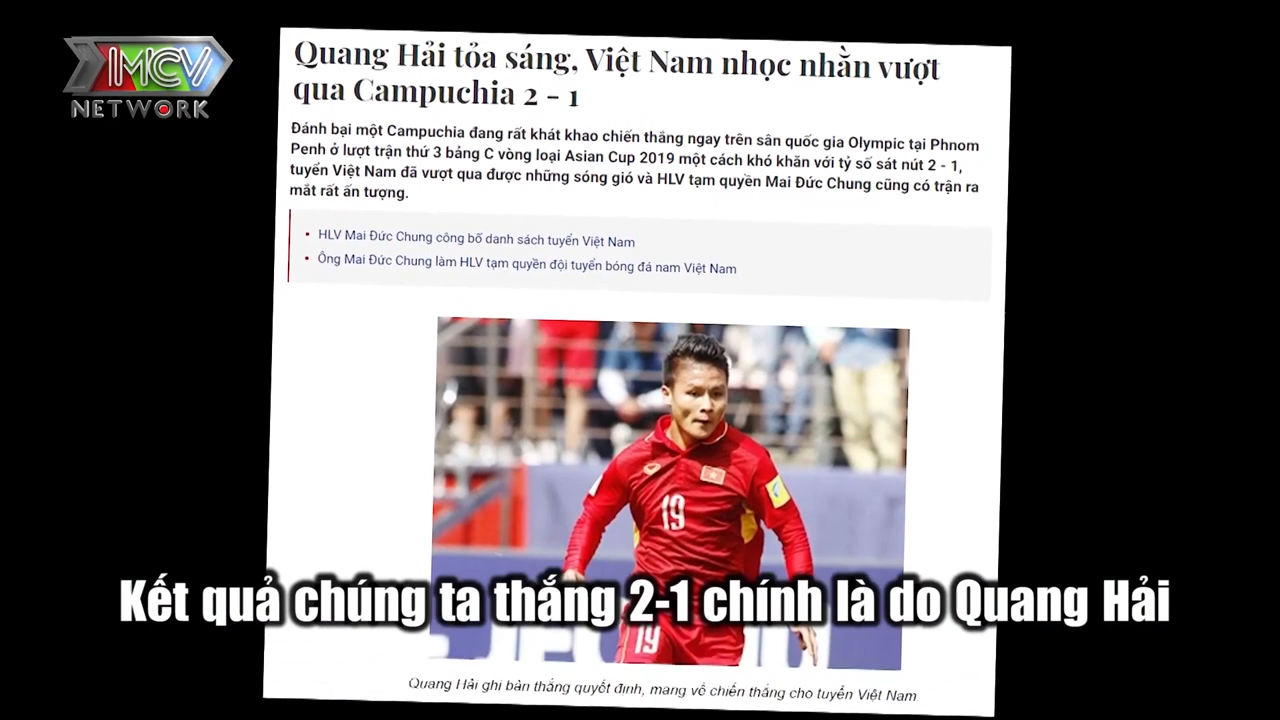 MCV
NETWORK
Quang Hải tỏa sáng, Việt Nam nhọc nhằn vượt
qua Campuchia 2 - 1
Đánh bại một Campuchia đang rất khát khao chiến thắng ngay trên sân quốc gia Olympic tại Phnom
Penh ở lượt trận thứ 3 bảng C vòng loại Asian Cup 2019 một cách khó khăn với tỷ số sát nút 2 - 1,
tuyển Việt Nam đã vượt qua được những sóng gió và HLV tạm quyền Mai Đức Chung cũng có trận ra
mắt rất ấn tượng.
• HLV Mai Đức Chung công bố danh sách tuyển Việt Nam
• Ông Mai Đức Chung làm HLV tạm quyền đội tuyển bóng đá nam Việt Nam
19
Kết quả chúng ta thắng 2-1 chính là do Quang Hải
19
Quang Hải ghi bàn thắng quyết định, mang về chiến thắng cho tuyển Việt Nam